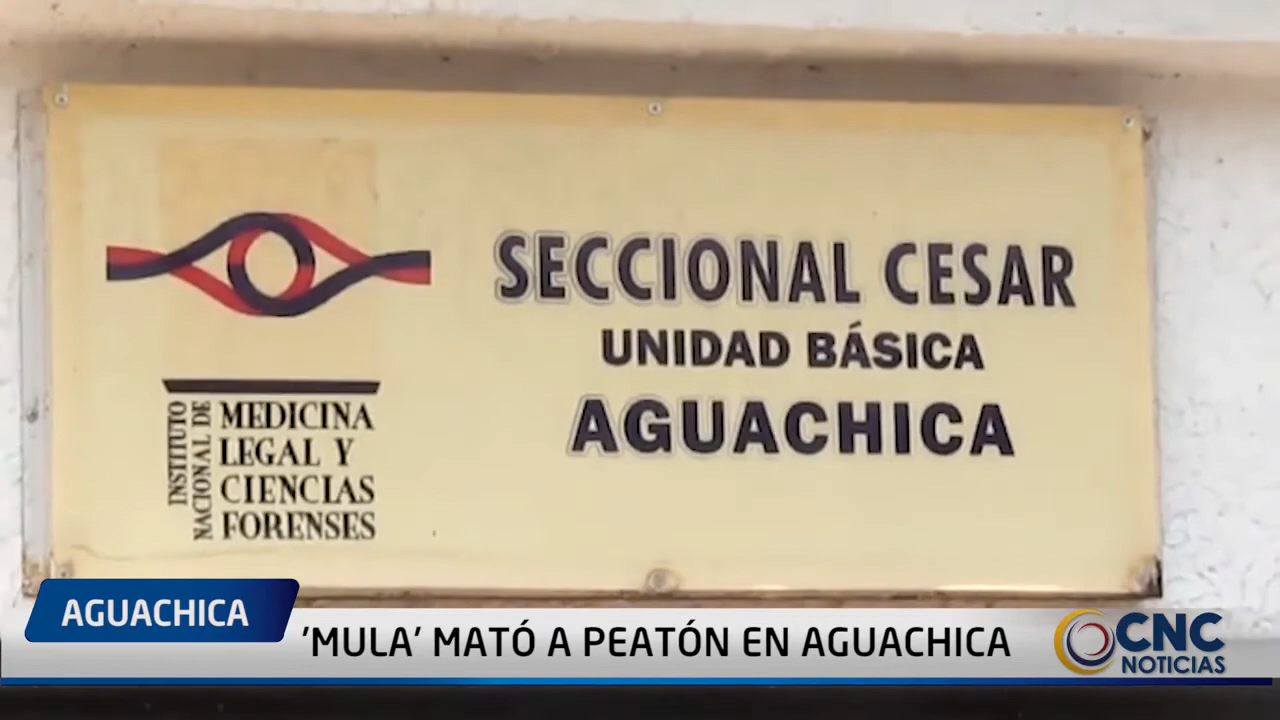 SECCIONAL CESAR
UNIDAD BÁSICA
AGUACHICA
INSTITUTO
NACIONAL DE
MEDICINA
LEGAL Y
CIENCIAS
FORENSES
AGUACHICA
'MULA' MATÓ A PEATÓN EN AGUACHICA
CNC
NOTICIAS